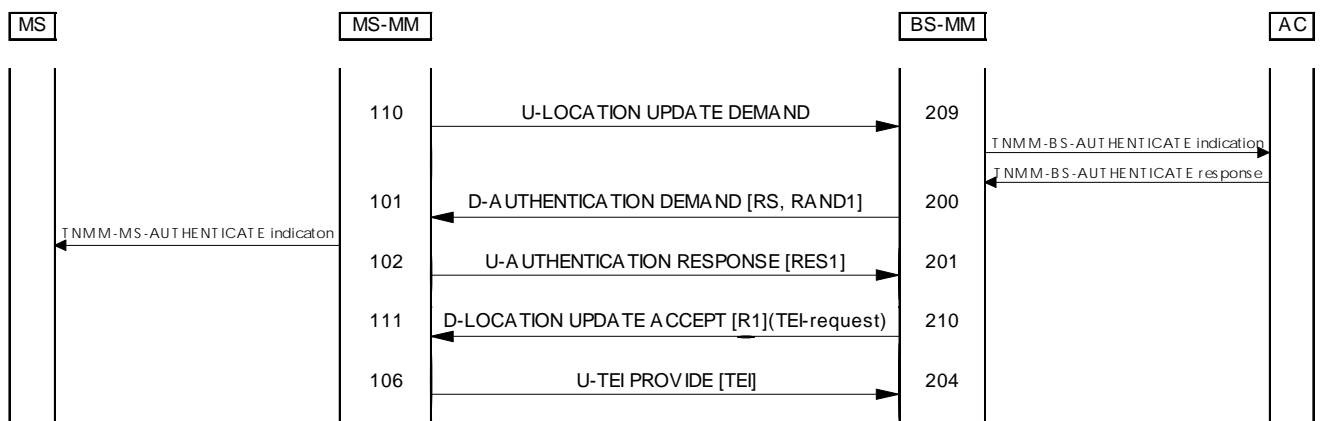 MS MS-MM BS-MM AC
110 U-LOCATION UPDATE DEMAND 209
TNMM-BS-AUTHENTICATE indication
TNMM-BS-AUTHENTICATE response
101 D-AUTHENTICATION DEMAND [RS, RAND1] 200
TNMM-MS-AUTHENTICATE indicaton
102 U-AUTHENTICATION RESPONSE [RES1] 201
111 D-LOCATION UPDATE ACCEPT [R1](TEI-request) 210
106 U-TEI PROVIDE [TEI] 204